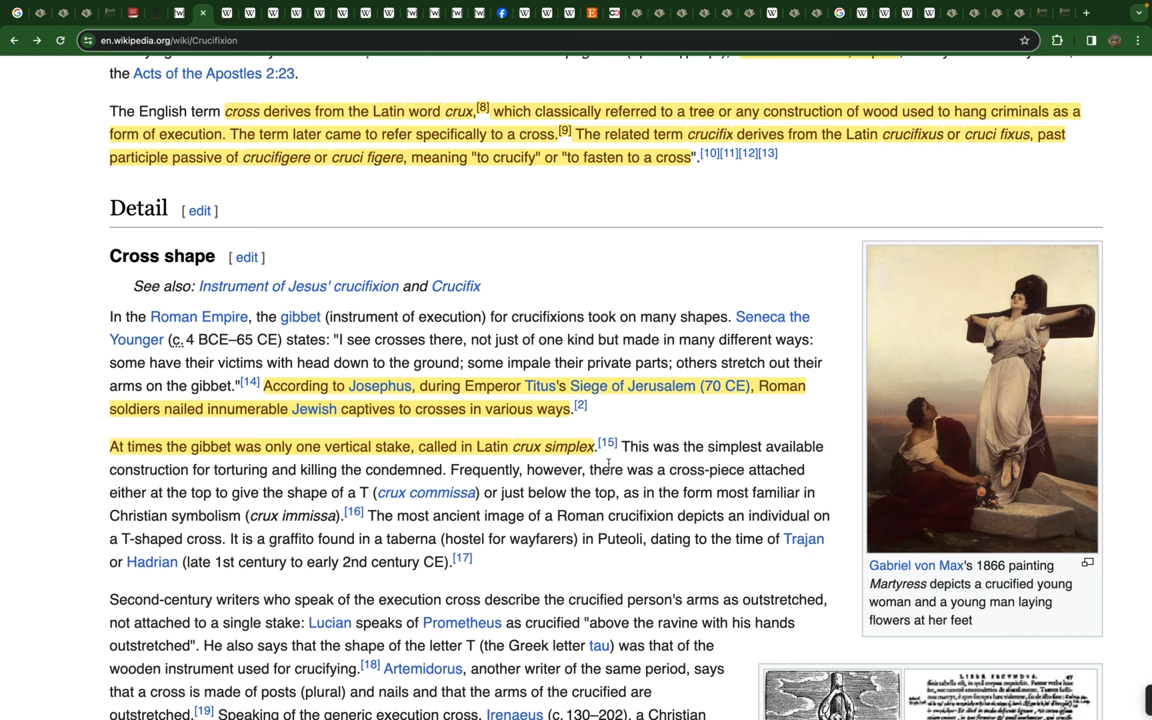 en.wikipedia.org/wiki/Crucifixion
the Acts of the Apostles 2:23.
The English term cross derives from the Latin word crux,[8] which classically referred to a tree or any construction of wood used to hang criminals as a
form of execution. The term later came to refer specifically to a cross.[9] The related term crucifix derives from the Latin crucifixus or cruci fixus, past
participle passive of crucifigere or cruci figere, meaning "to crucify" or "to fasten to a cross".[10][11][12][13]
Detail [ edit ]
Cross shape [ edit ]
See also: Instrument of Jesus' crucifixion and Crucifix
In the Roman Empire, the gibbet (instrument of execution) for crucifixions took on many shapes. Seneca the
Younger (c. 4 BCE–65 CE) states: "I see crosses there, not just of one kind but made in many different ways:
some have their victims with head down to the ground; some impale their private parts; others stretch out their
arms on the gibbet."[14] According to Josephus, during Emperor Titus's Siege of Jerusalem (70 CE), Roman
soldiers nailed innumerable Jewish captives to crosses in various ways.[2]
At times the gibbet was only one vertical stake, called in Latin crux simplex.[15] This was the simplest available
construction for torturing and killing the condemned. Frequently, however, there was a cross-piece attached
either at the top to give the shape of a T (crux commissa) or just below the top, as in the form most familiar in
Christian symbolism (crux immissa).[16] The most ancient image of a Roman crucifixion depicts an individual on
a T-shaped cross. It is a graffito found in a taberna (hostel for wayfarers) in Puteoli, dating to the time of Trajan
or Hadrian (late 1st century to early 2nd century CE).[17]
Second-century writers who speak of the execution cross describe the crucified person's arms as outstretched,
not attached to a single stake: Lucian speaks of Prometheus as crucified "above the ravine with his hands
outstretched". He also says that the shape of the letter T (the Greek letter tau) was that of the
wooden instrument used for crucifying.[18] Artemidorus, another writer of the same period, says
that a cross is made of posts (plural) and nails and that the arms of the crucified are
outstretched.[19] Speaking of the generic execution cross, Irenaeus (c. 130–202), a Christian
Gabriel von Max's 1866 painting
Martyress depicts a crucified young
woman and a young man laying
flowers at her feet